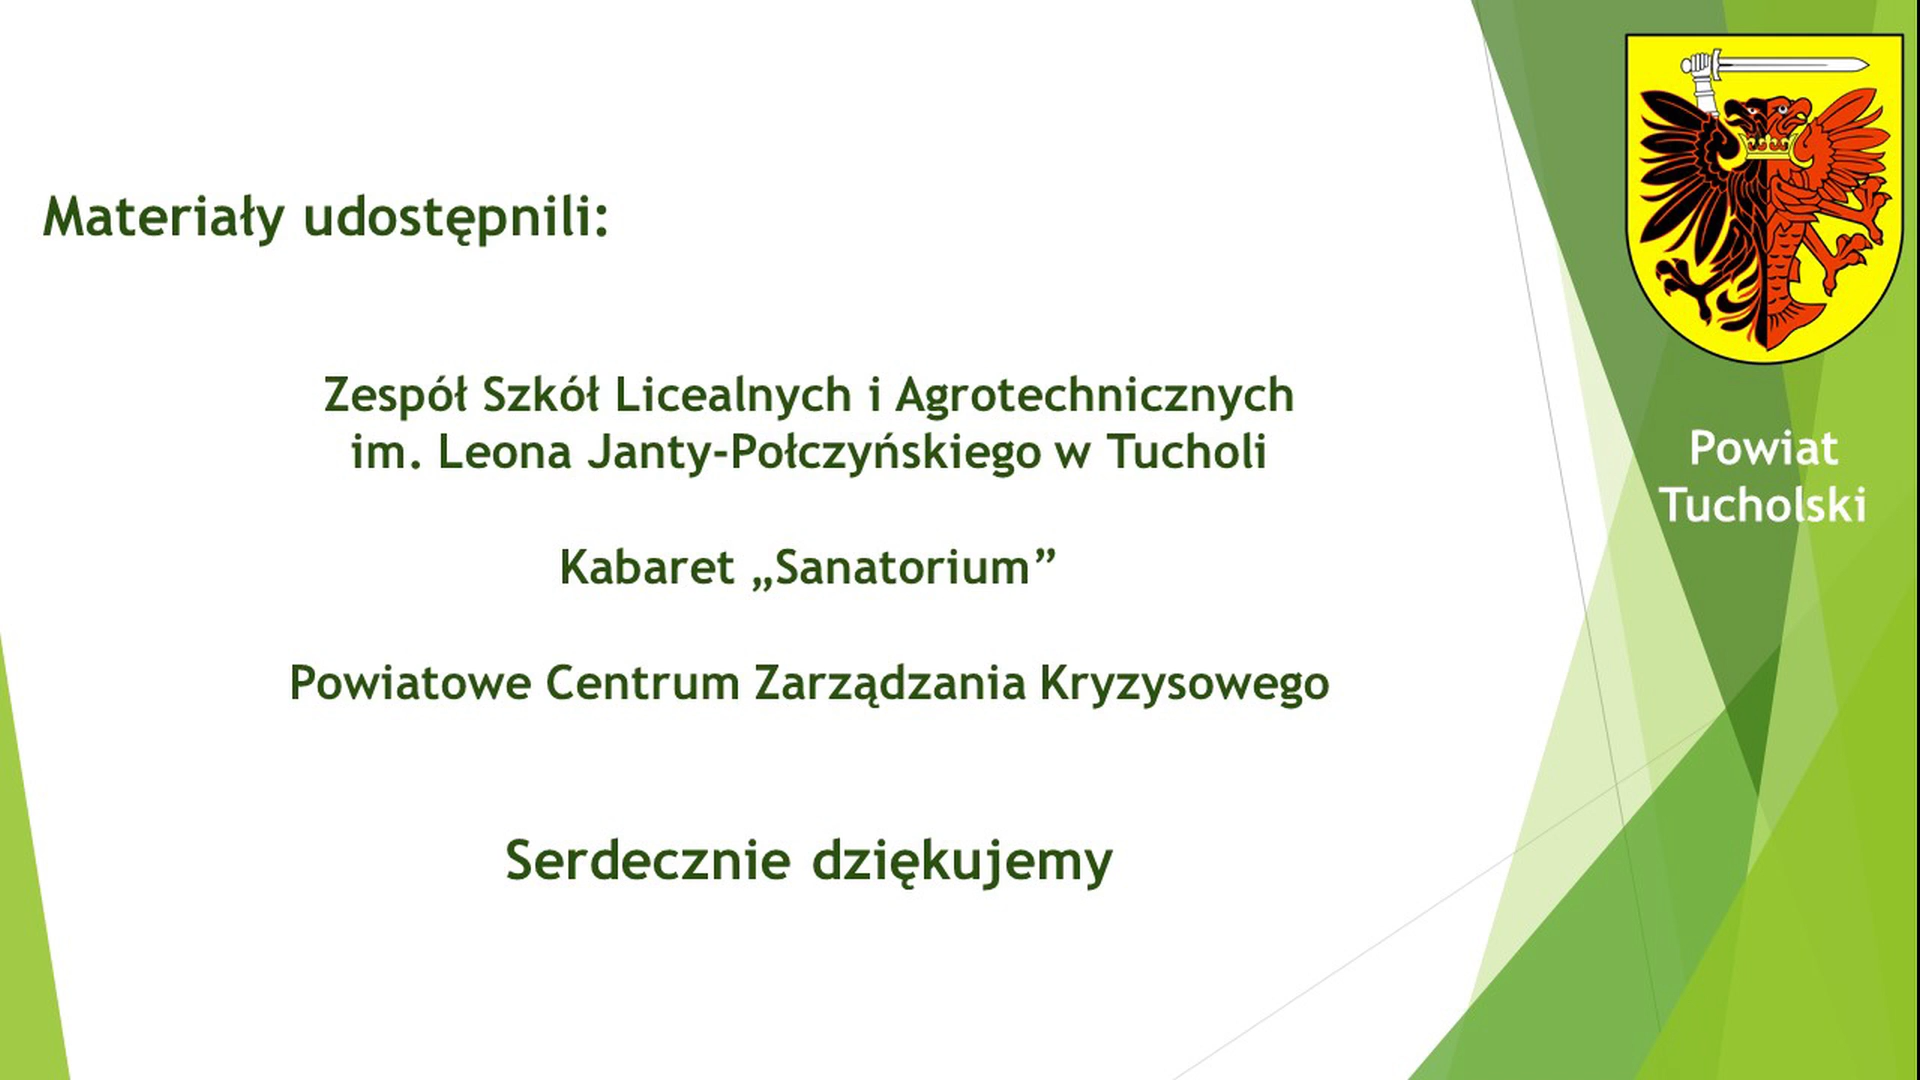 Materiały udostępnili:
Zespół Szkół Licealnych i Agrotechnicznych
im. Leona Janty-Połczyńskiego w Tucholi
Kabaret „Sanatorium”
Powiatowe Centrum Zarządzania Kryzysowego
Serdecznie dziękujemy
Powiat
Tucholski